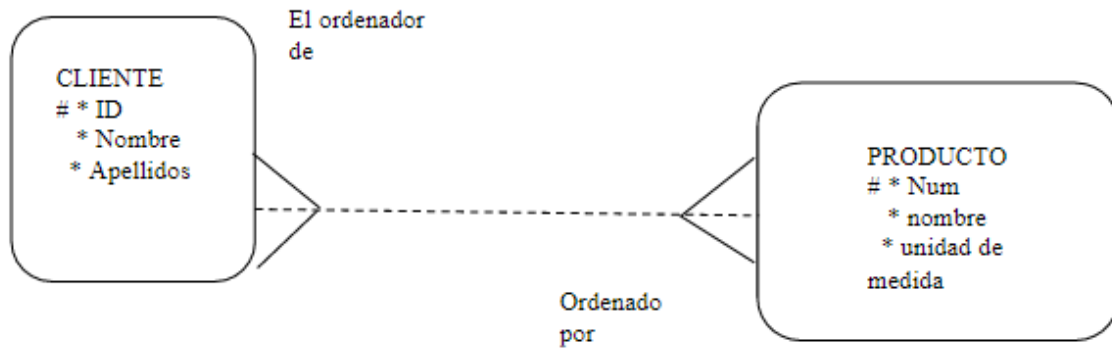 El ordenador
de
CLIENTE
# * ID
* Nombre
* Apellidos
PRODUCTO
# * Num
* nombre
* unidad de
medida
Ordenado
por